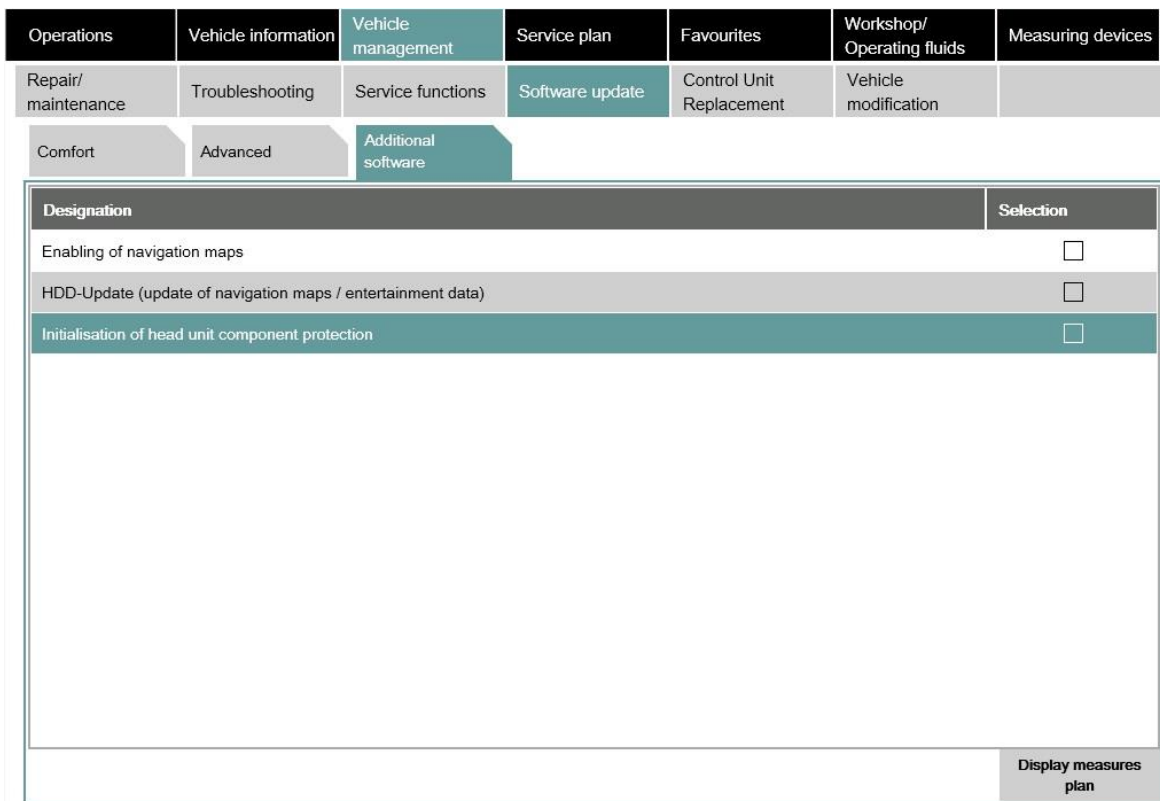 Operations
Vehicle information
Vehicle
management
Service plan
Favourites
Workshop/
Operating fluids
Measuring devices
Repair/
maintenance
Troubleshooting
Service functions
Software update
Control Unit
Replacement
Vehicle
modification
Comfort
Advanced
Additional
software
Designation
Selection
Enabling of navigation maps
HDD-Update (update of navigation maps / entertainment data)
Initialisation of head unit component protection
Display measures
plan